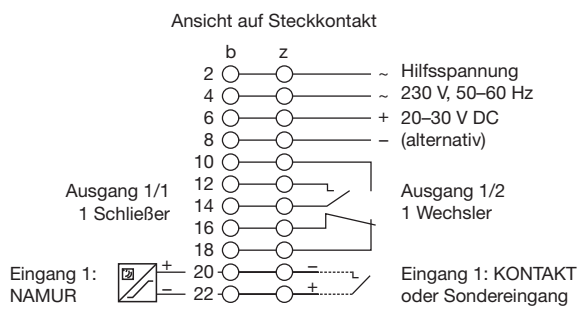 Ansicht auf Steckkontakt
b z
2 ~ Hilfsspannung
4 ~ 230 V, 50–60 Hz
6 + 20–30 V DC
8 – (alternativ)
10
Ausgang 1/1 12 Ausgang 1/2
1 Schließer 14 1 Wechsler
16
18
Eingang 1: + 20 – Eingang 1: KONTAKT
NAMUR – 22 + oder Sondereingang